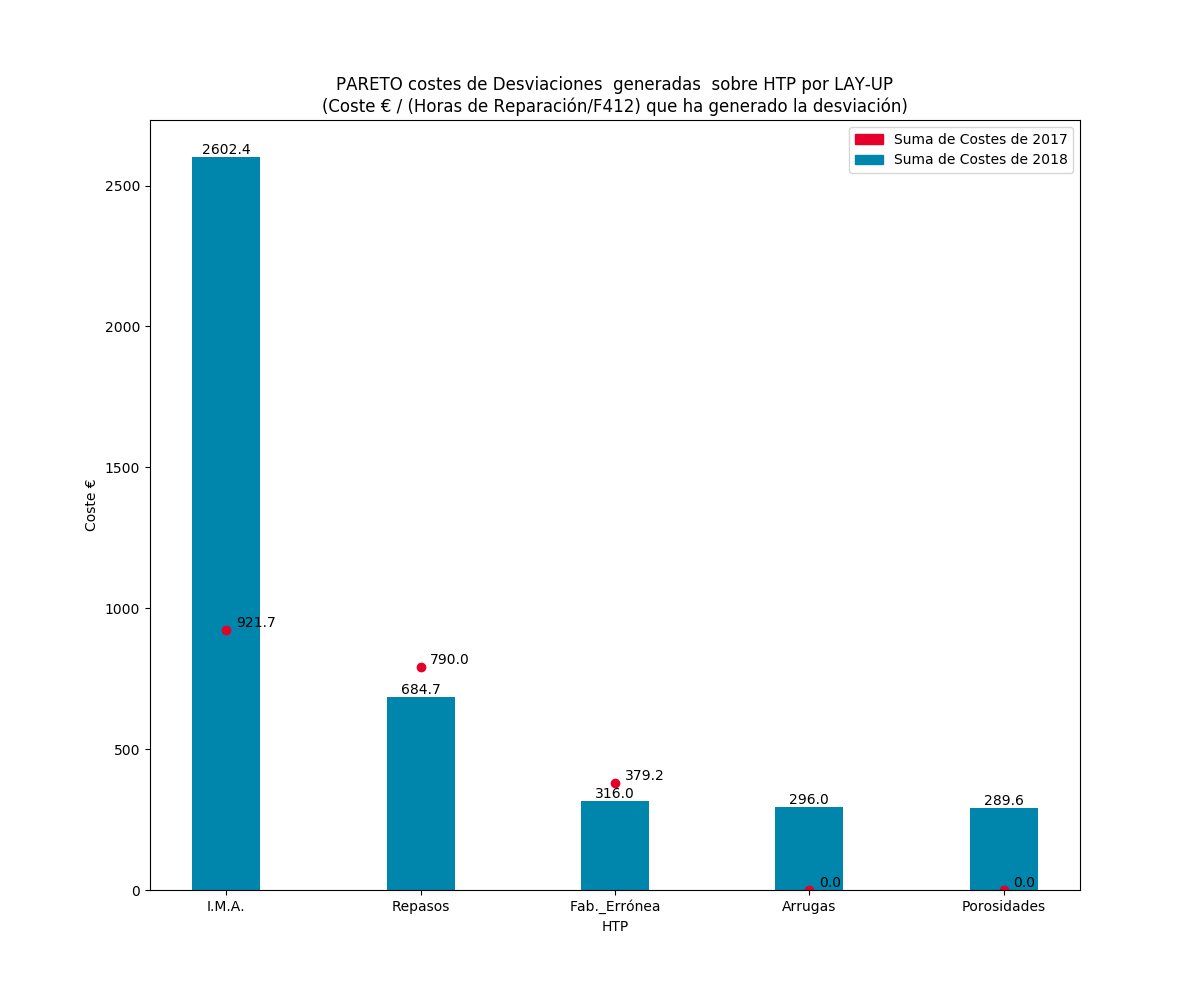 PARETO costes de Desviaciones  generadas  sobre HTP por LAY-UP
(Coste € / (Horas de Reparación/F412) que ha generado la desviación)
Suma de Costes de 2017
Suma de Costes de 2018
2602.4
2500
2000
1500
Coste €
1000
921.7
790.0
684.7
500
379.2
316.0
296.0
289.6
0.0
0.0
0
I.M.A.
Repasos
Fab._Errónea
Arrugas
Porosidades
HTP